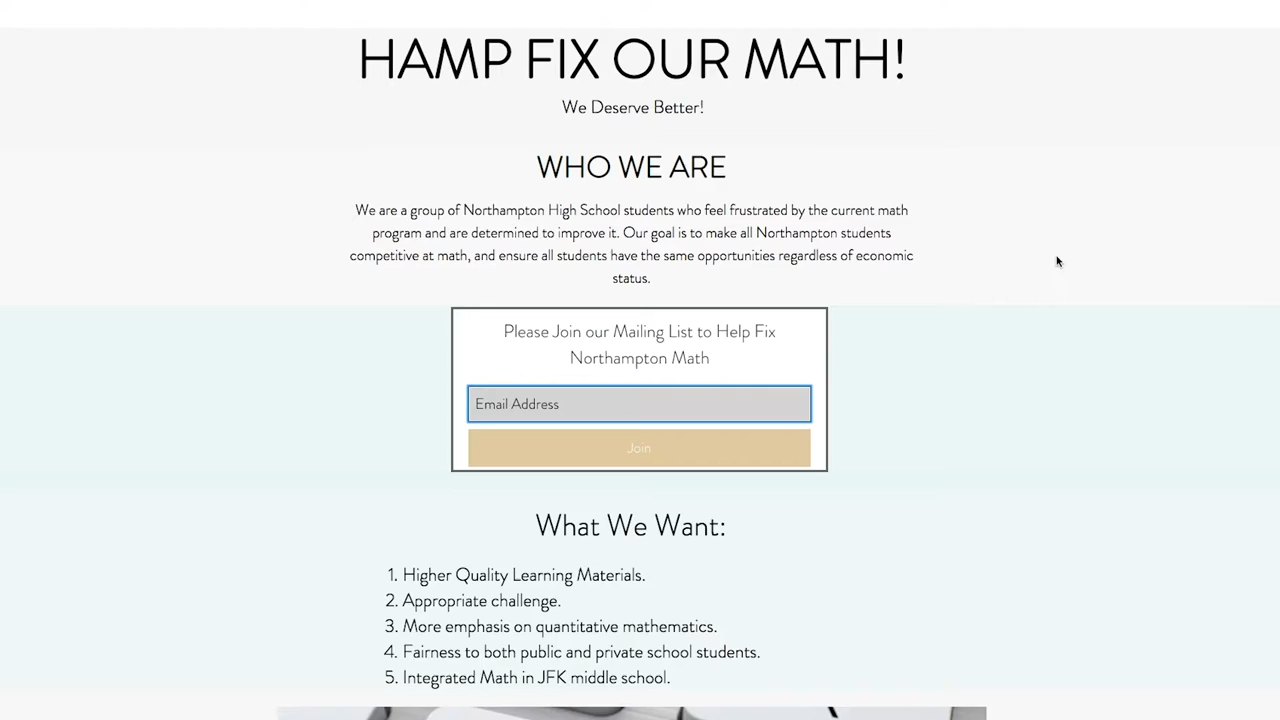 HAMP FIX OUR MATH!
We Deserve Better!
WHO WE ARE
We are a group of Northampton High School students who feel frustrated by the current math
program and are determined to improve it. Our goal is to make all Northampton students
competitive at math, and ensure all students have the same opportunities regardless of economic
status.
Please Join our Mailing List to Help Fix
Northampton Math
Email Address
Join
What We Want:
1. Higher Quality Learning Materials.
2. Appropriate challenge.
3. More emphasis on quantitative mathematics.
4. Fairness to both public and private school students.
5. Integrated Math in JFK middle school.